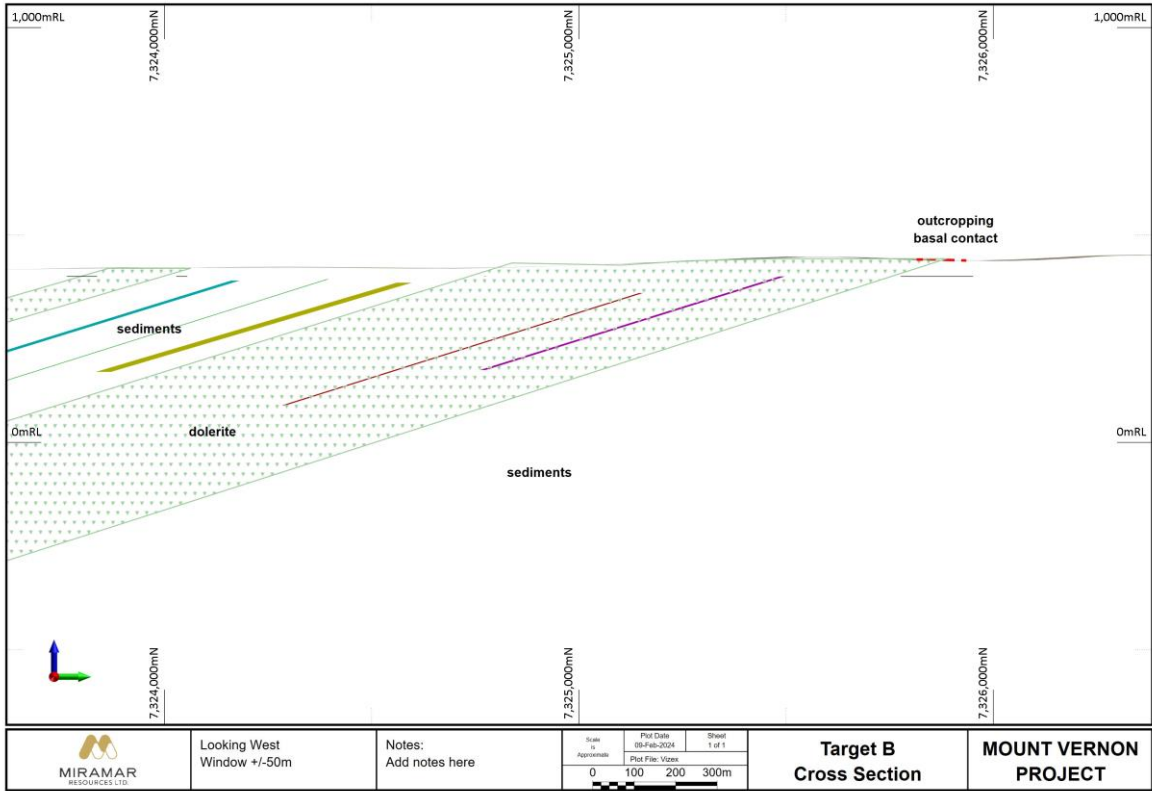 1,000mRL
7,324,000mN
7,325,000mN
7,326,000mN
1,000mRL
outcropping
basal contact
sediments
0mRL
dolerite
0mRL
sediments
7,324,000mN
7,325,000mN
7,326,000mN
MIRAMAR
RESOURCES LTD.
Looking West
Window +/-50m
Notes:
Add notes here
Scale
Is
Approximate
Plot Date
09-Feb-2024
Sheet
1 of 1
Plot File: Vizex
0 100 200 300m
Target B
Cross Section
MOUNT VERNON
PROJECT